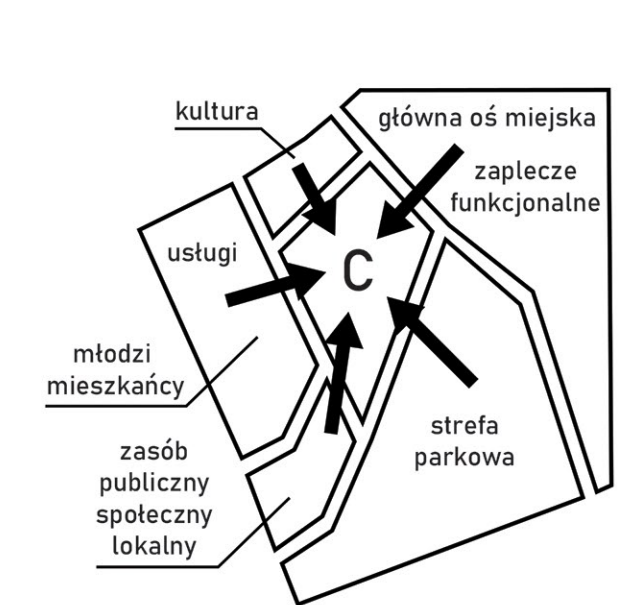 kultura
główna oś miejska
zaplecze
funkcjonalne
usługi
C
młodzi
mieszkańcy
zasób
publiczny
społeczny
lokalny
strefa
parkowa